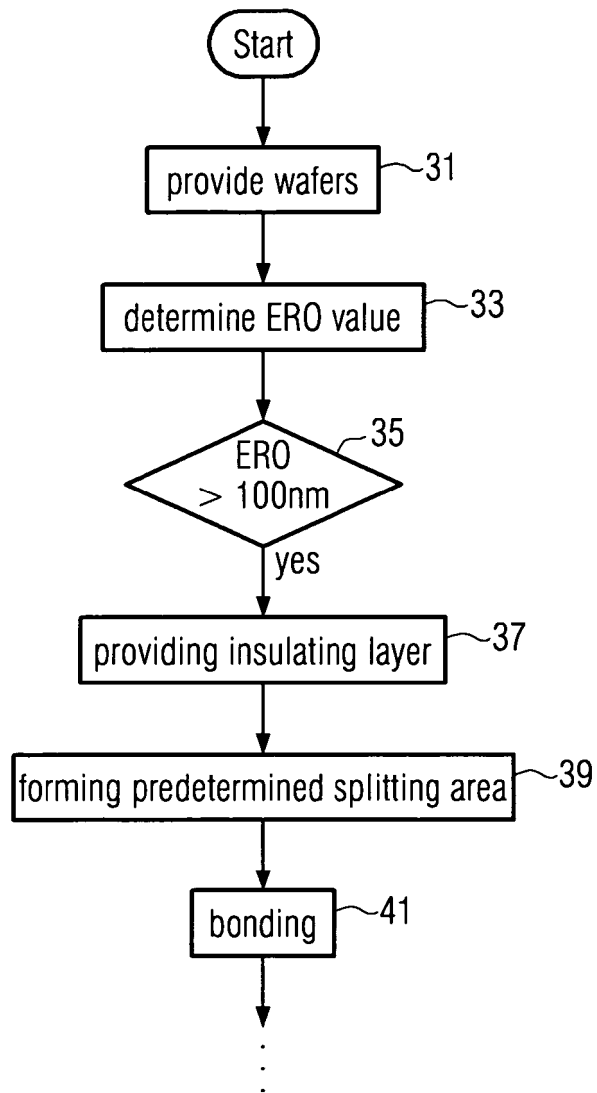 Start
provide wafers
31
determine ERO value
33
35
ERO
> 100nm
yes
providing insulating layer
37
forming predetermined splitting area
39
bonding
41